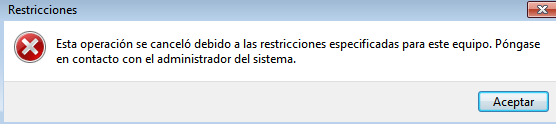 Restricciones
Esta operación se canceló debido a las restricciones especificadas para este equipo. Póngase
en contacto con el administrador del sistema.
Aceptar